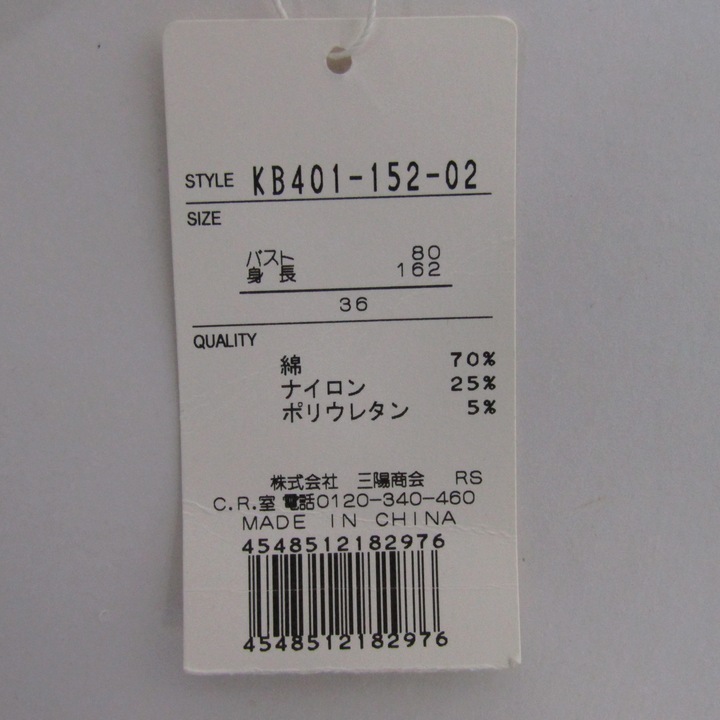 STYLE KB401-152-02
SIZE
バスト 80
身長 162
36
QUALITY
綿 70%
ナイロン 25%
ポリウレタン 5%
株式会社 三陽商会 RS
C.R.室 電話0120-340-460
MADE IN CHINA
4548512182976
4548512182976